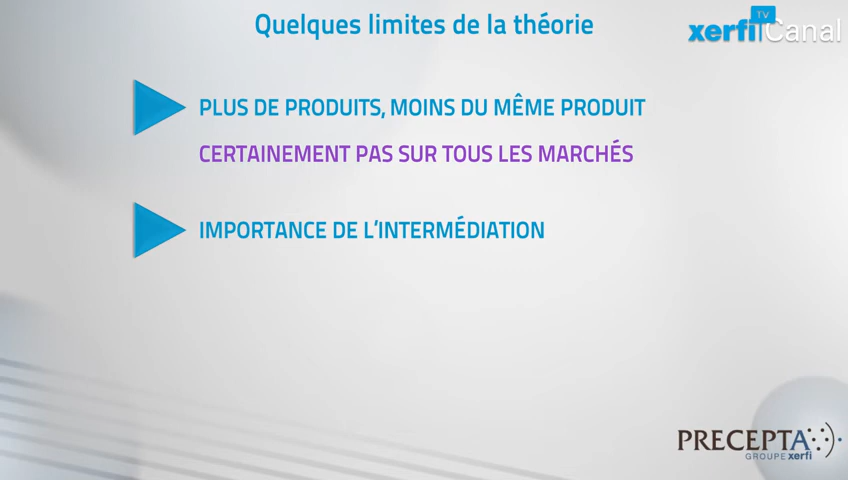 Quelques limites de la théorie
TV
xerfi Canal
PLUS DE PRODUITS, MOINS DU MÊME PRODUIT
CERTAINEMENT PAS SUR TOUS LES MARCHÉS
IMPORTANCE DE L'INTERMÉDIATION
PRECEPTA
GROUPE xerfi